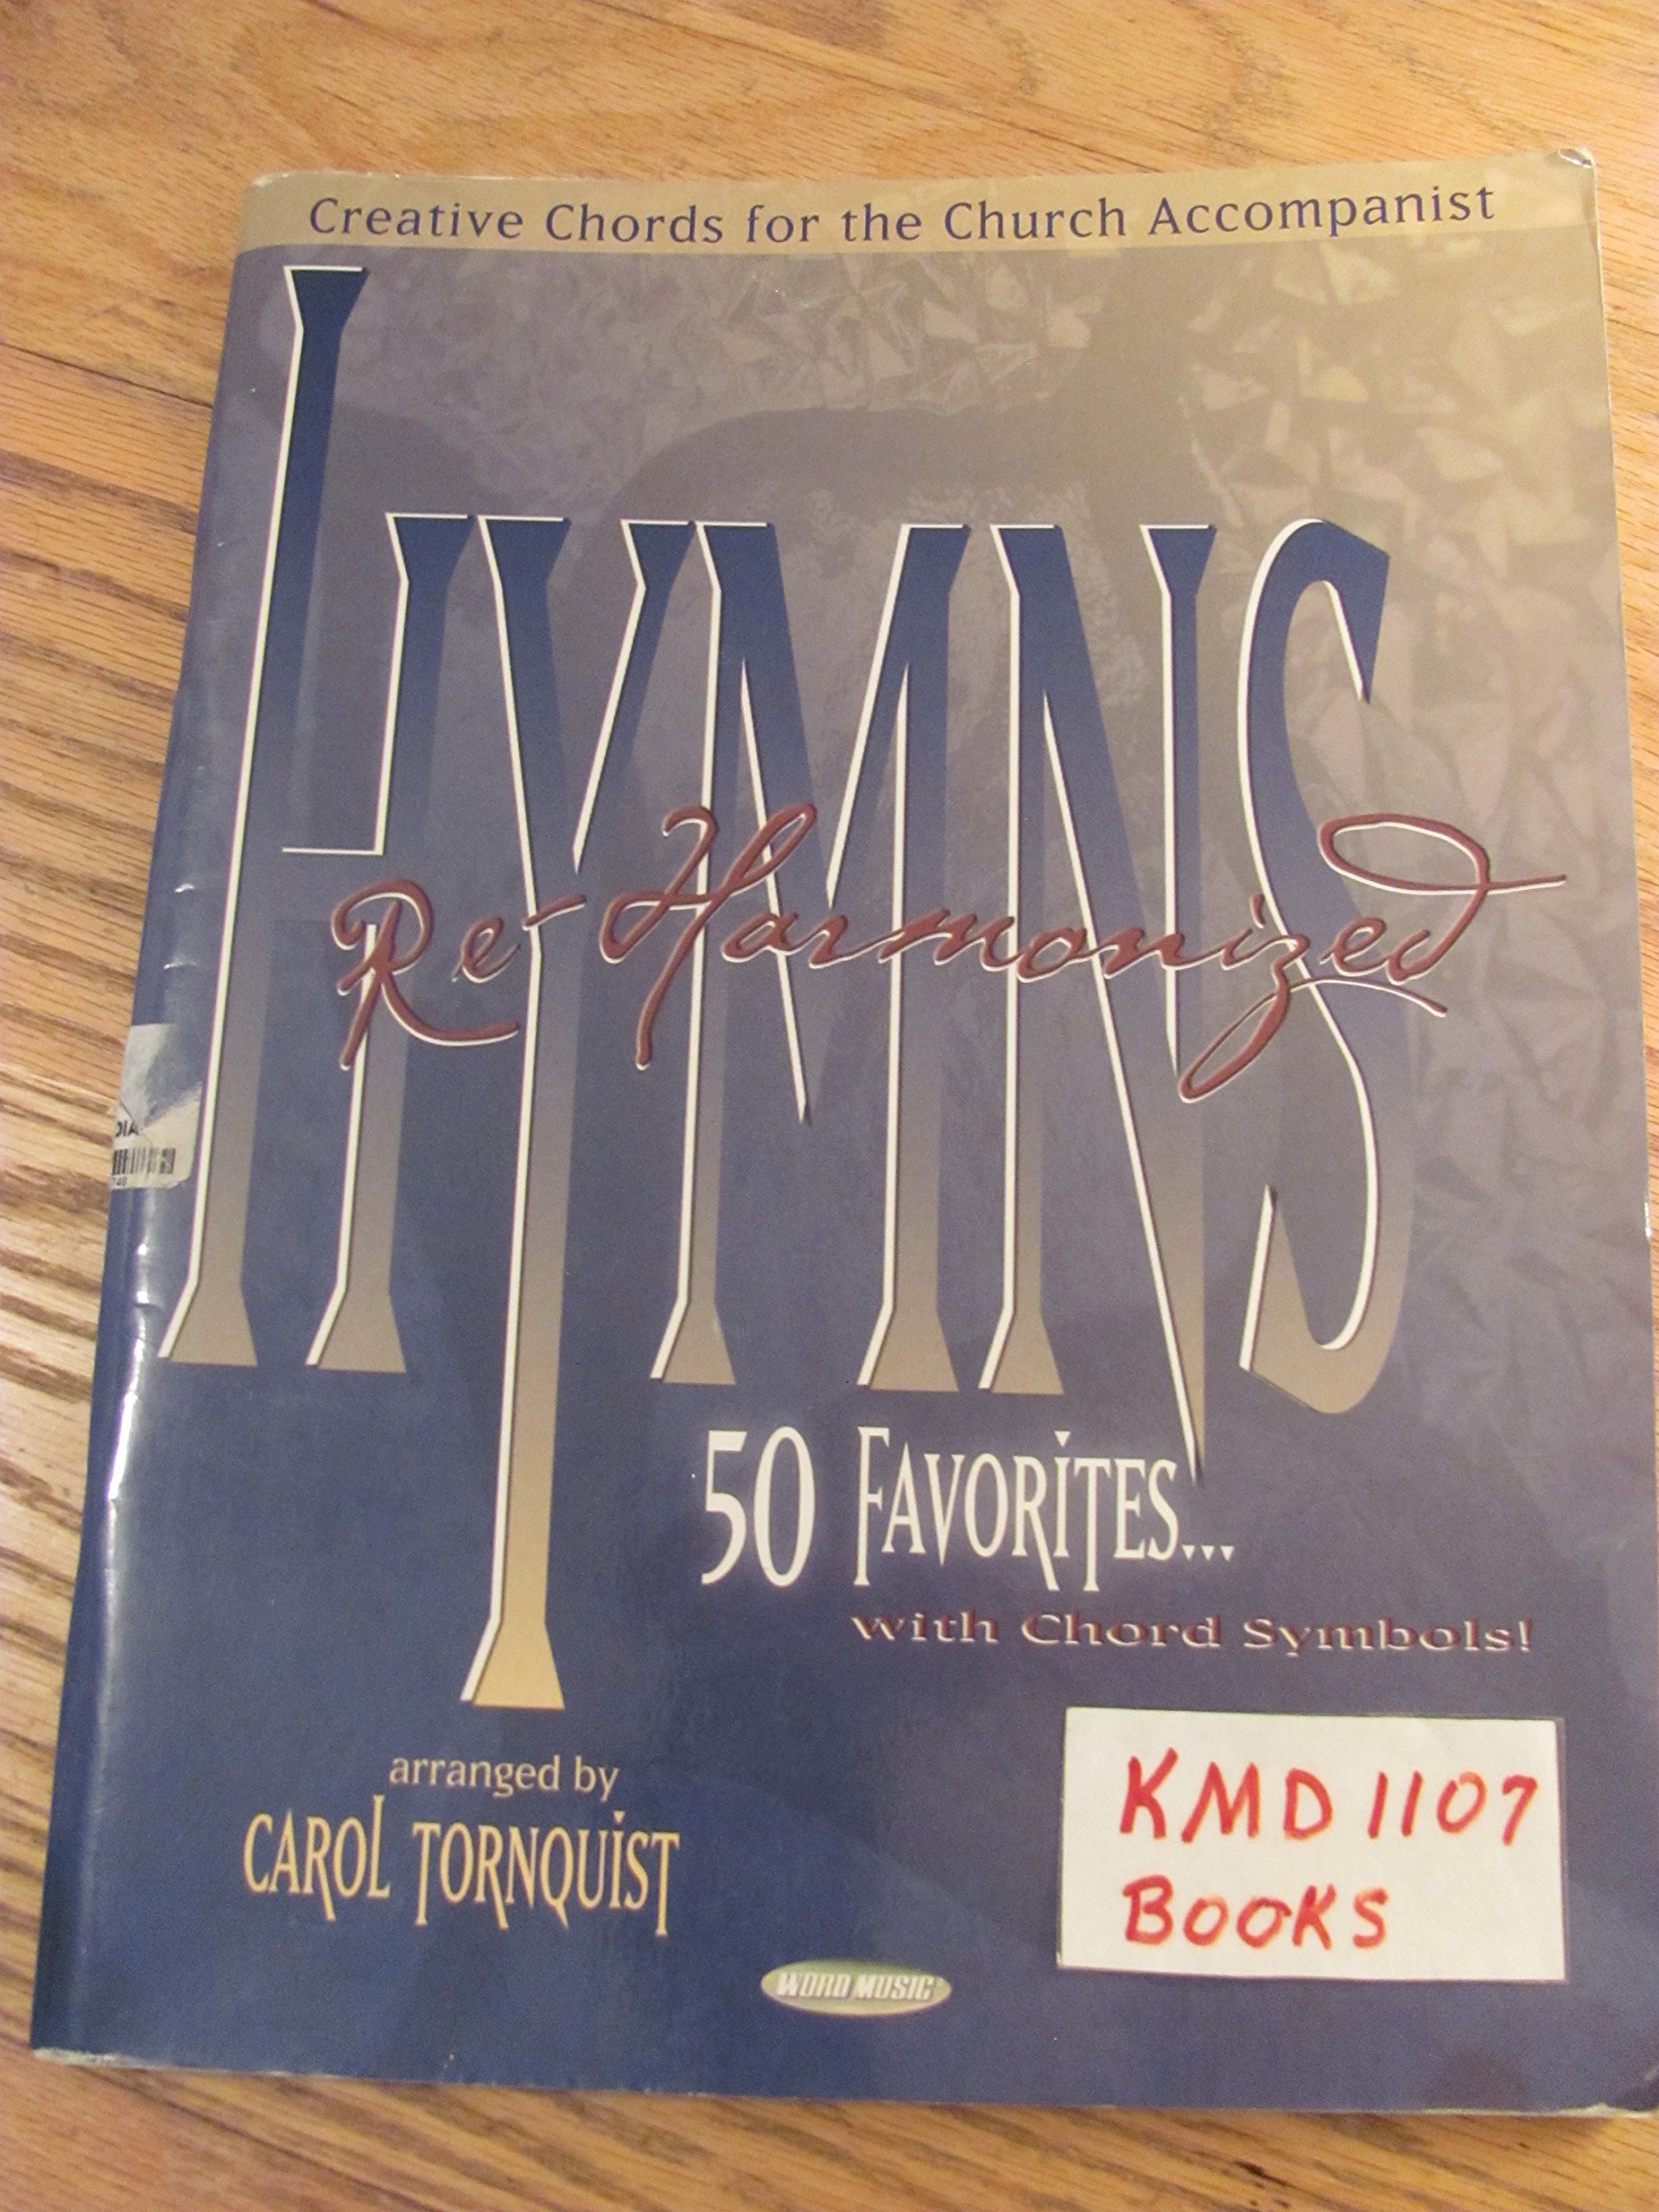 Creative Chords for the Church Accompanist
HYMNS
Re-Harmonized
50 FAVORITES...
with Chord Symbols!
arranged by
CAROL TORNQUIST
WORD MUSIC
KMD 1107
BOOKS